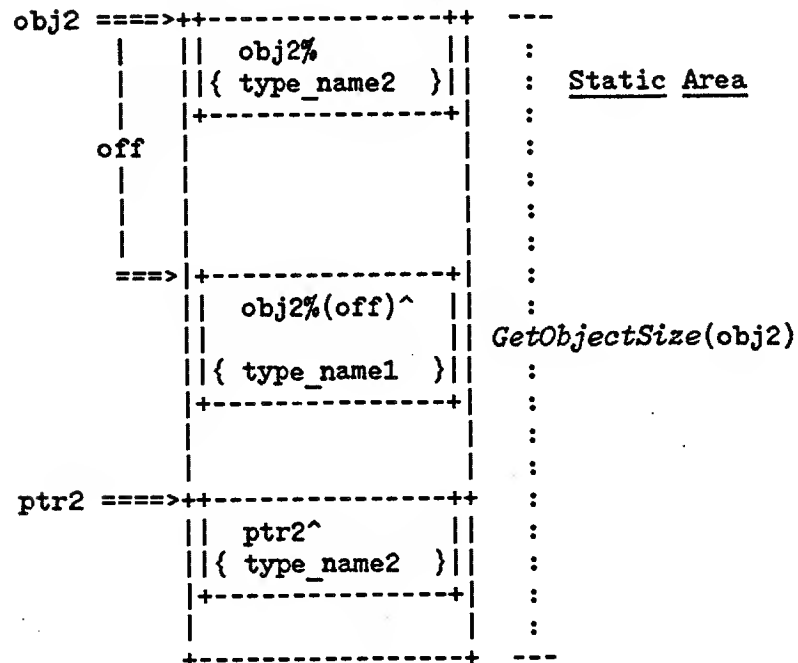 obj2 ====>++----------------++ ---
| || obj2% || :
| ||{ type_name2 }|| : Static Area
| |+----------------+| :
off | | :
| | | :
| | | :
| | | :
===>|+----------------+| :
|| obj2%(off)^ || :
|| || GetObjectSize(obj2)
||{ type_name1 }|| :
|+----------------+| :
| | :
| | :
ptr2 ====>++----------------++ :
|| ptr2^ || :
||{ type_name2 }|| :
|+----------------+| :
| | :
+------------------+ ---